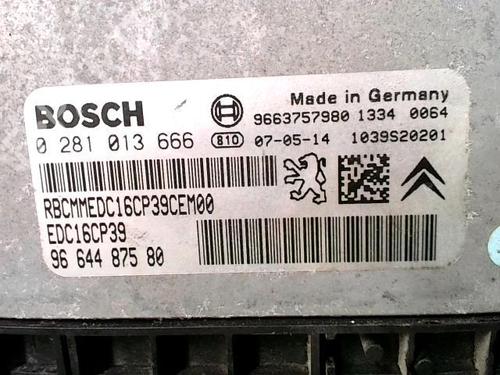 BOSCH
Made in Germany
9663757980 1334 0064
0 281 013 666 810 07-05-14 1039S20201
RBCMMEDC16CP39CEM00
EDC16CP39
96 644 875 80